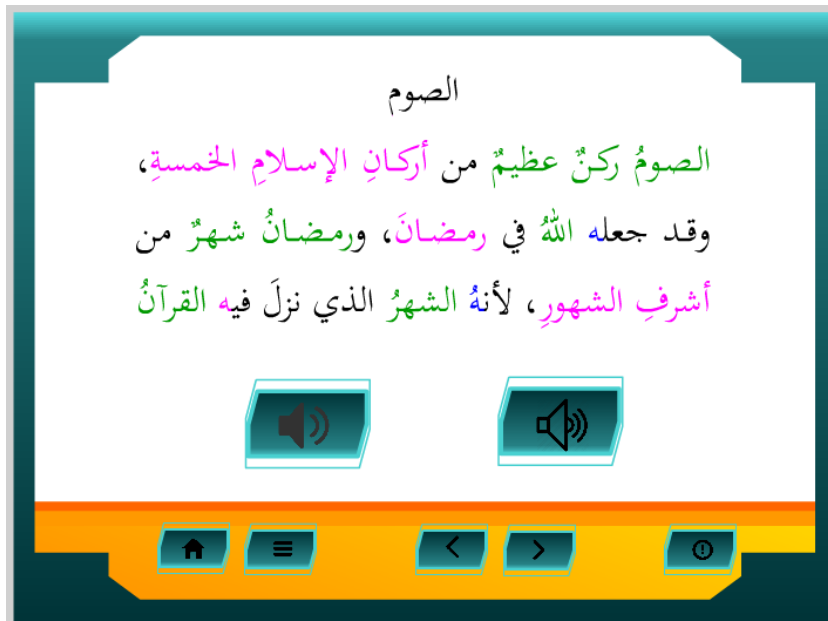 الصوم
الصومُ ركنٌ عظيمٌ من أركانِ الإسلامِ الخمسةِ،
وقد جعله اللهُ في رمضانَ، ورمضانُ شهرٌ من
أشرفِ الشهورِ، لأنهُ الشهرُ الذي نزلَ فيه القرآنُ